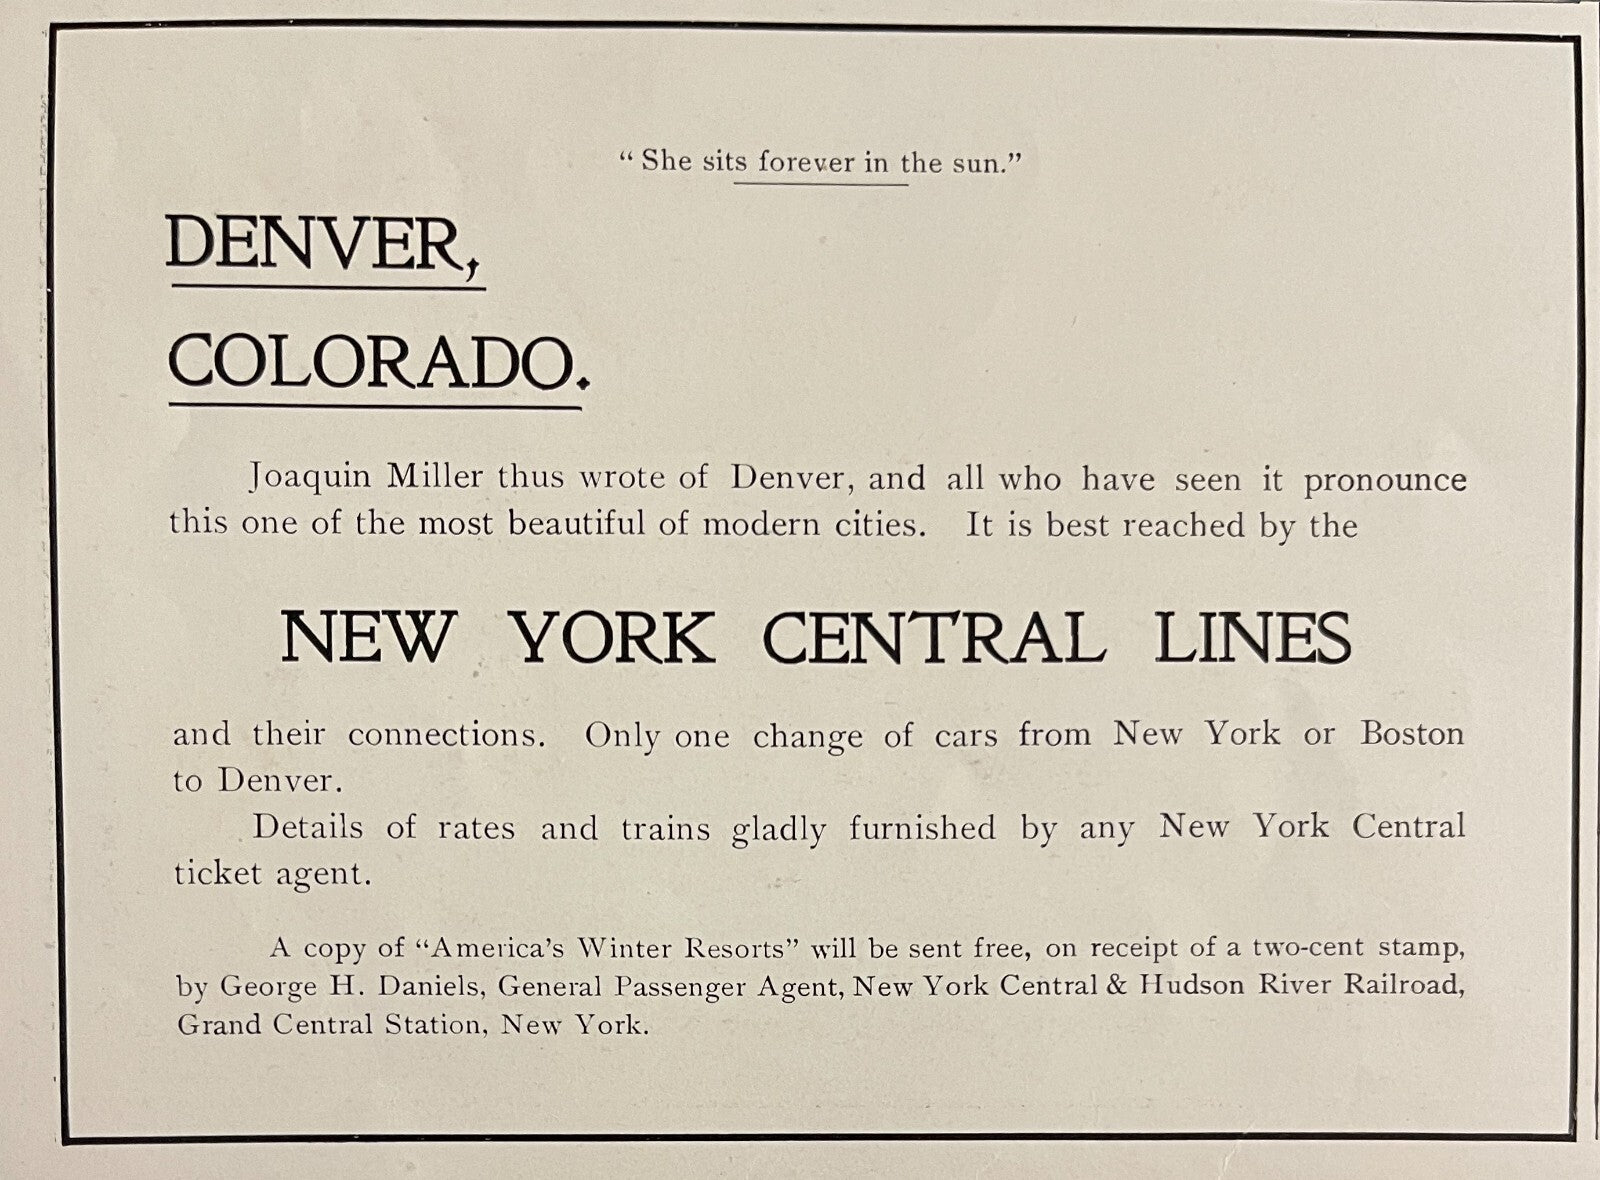 “ She sits forever in the sun.”
DENVER,
COLORADO.
Joaquin Miller thus wrote of Denver, and all who have seen it pronounce
this one of the most beautiful of modern cities. It is best reached by the
NEW YORK CENTRAL LINES
and their connections. Only one change of cars from New York or Boston
to Denver.
Details of rates and trains gladly furnished by any New York Central
ticket agent.
A copy of “America’s Winter Resorts” will be sent free, on receipt of a two-cent stamp,
by George H. Daniels, General Passenger Agent, New York Central & Hudson River Railroad,
Grand Central Station, New York.